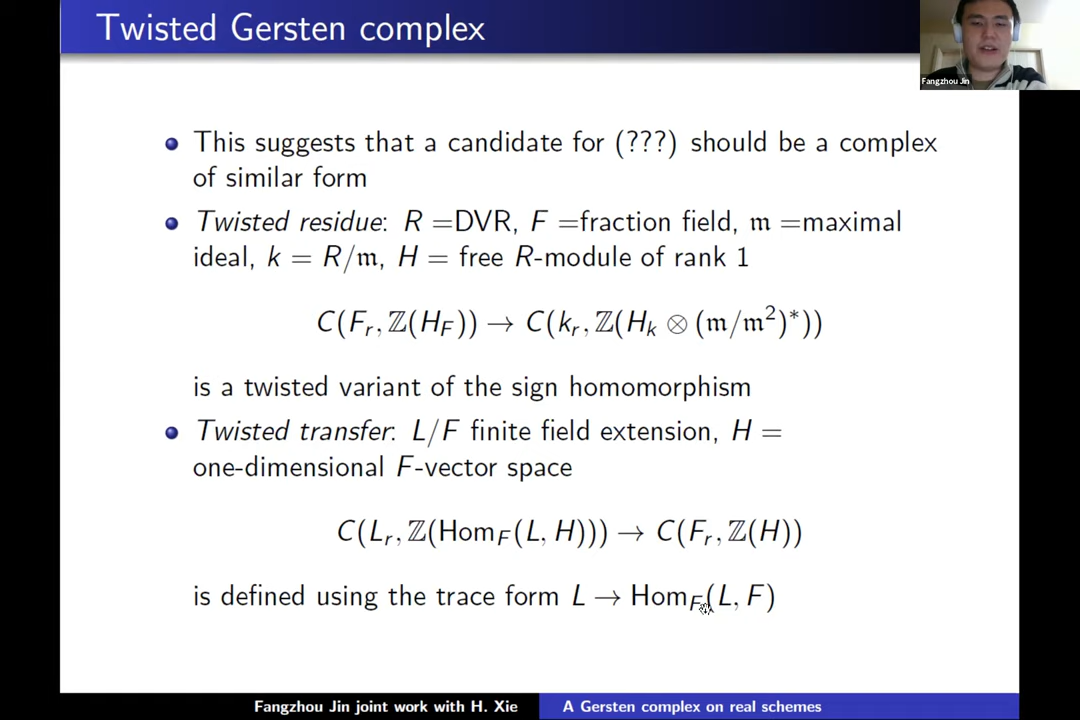 Twisted Gersten complex
Fangzhou Jin
This suggests that a candidate for (???) should be a complex
of similar form
Twisted residue: R =DVR, F =fraction field, 𝔪 =maximal
ideal, k = R/𝔪, H = free R-module of rank 1
C(F_r, ℤ(H_F)) → C(k_r, ℤ(H_k ⊗ (𝔪/𝔪²)*))
is a twisted variant of the sign homomorphism
Twisted transfer: L/F finite field extension, H =
one-dimensional F-vector space
C(L_r, ℤ(Hom_F(L, H))) → C(F_r, ℤ(H))
is defined using the trace form L → Hom_F(L, F)
Fangzhou Jin joint work with H. Xie
A Gersten complex on real schemes